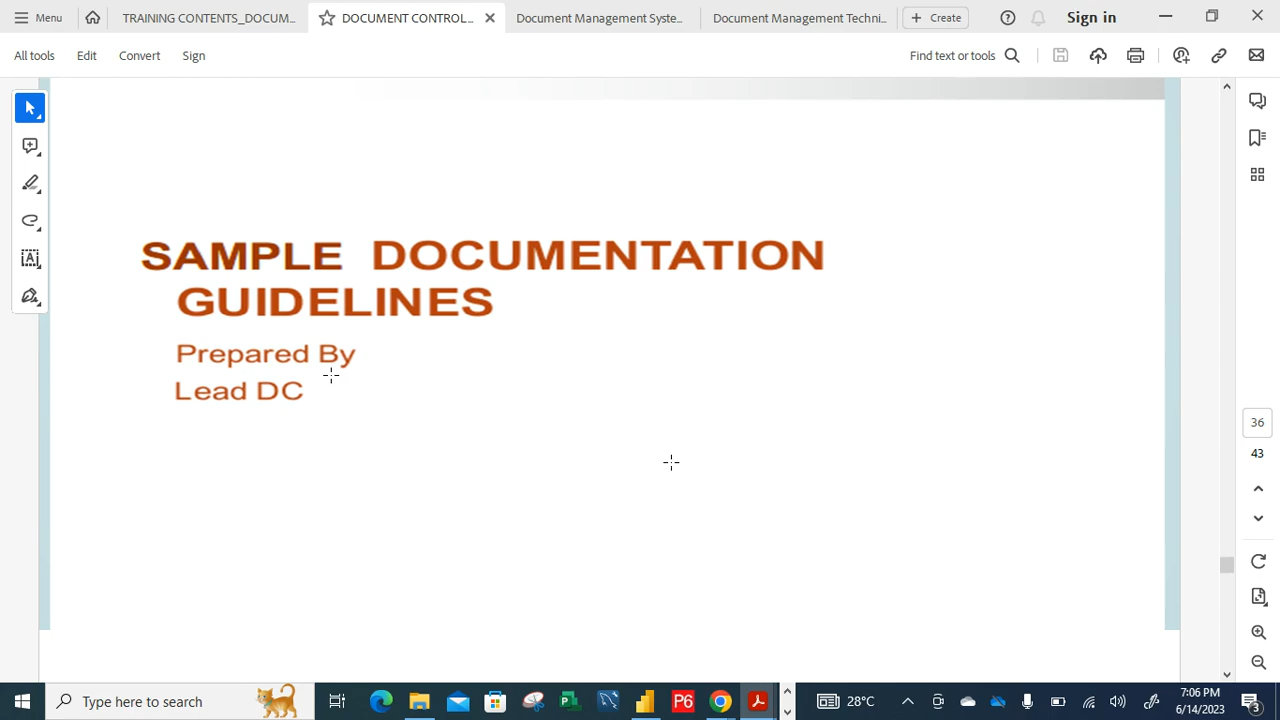 Menu
TRAINING CONTENTS_DOCUM...
DOCUMENT CONTROL...
Document Management Syste...
Document Management Techni...
Create
Sign in
All tools
Edit
Convert
Sign
Find text or tools
SAMPLE DOCUMENTATION
GUIDELINES
Prepared By
Lead DC
36
43
Type here to search
P6
28°C
7:06 PM
6/14/2023
3